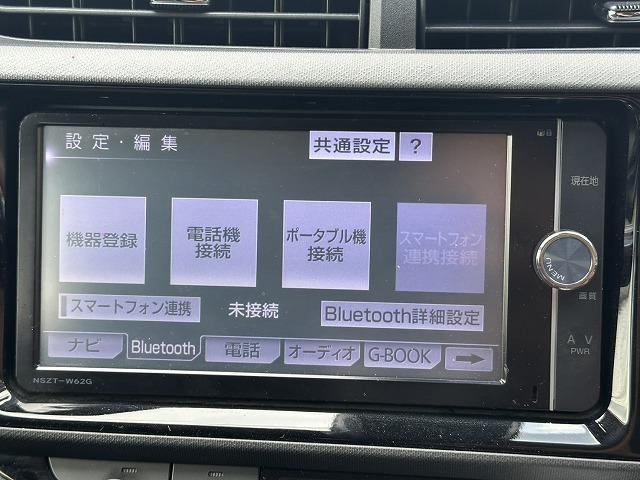 設定・編集
共通設定
?
機器登録
電話機
接続
ポータブル機
接続
スマートフォン
連携接続
スマートフォン連携
未接続
Bluetooth詳細設定
ナビ
Bluetooth
電話
オーディオ
G-BOOK
NSZT-W62G
現在地
MENU
画質
A V
PWR